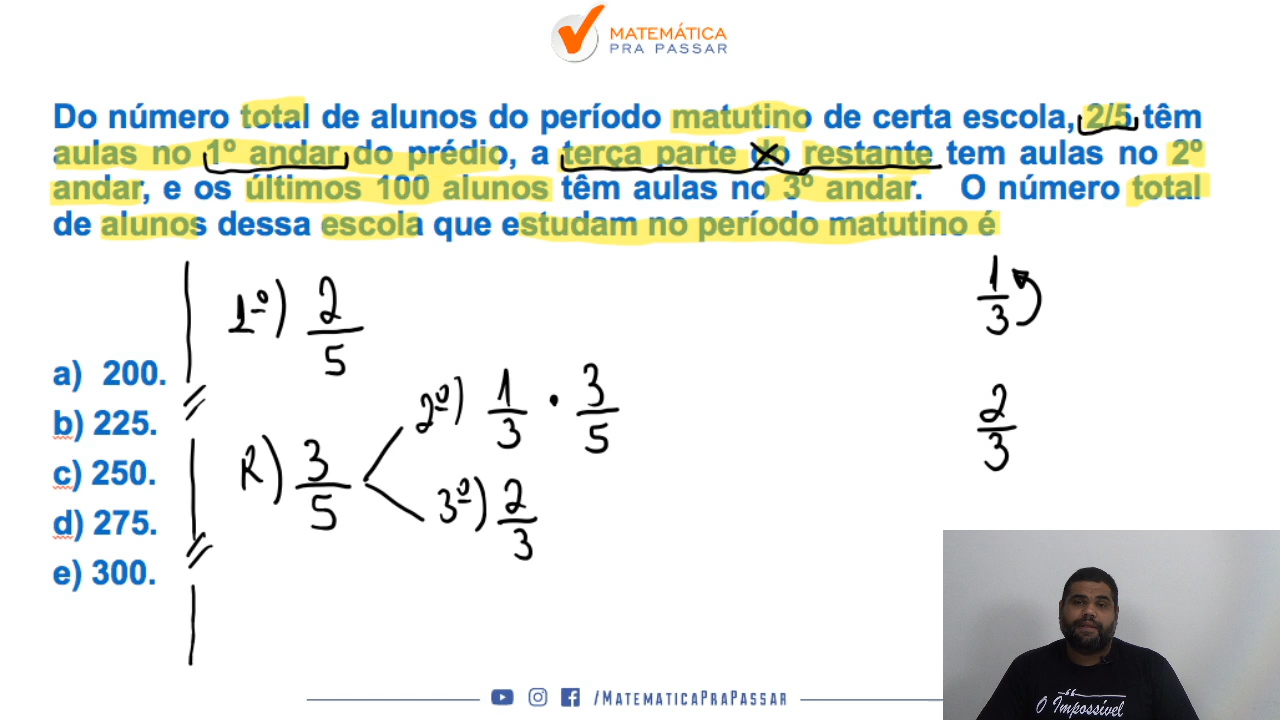 MATEMÁTICA
PRA PASSAR
Do número total de alunos do período matutino de certa escola, 2/5 têm
aulas no 1º andar do prédio, a terça parte do restante tem aulas no 2º
andar, e os últimos 100 alunos têm aulas no 3º andar. O número total
de alunos dessa escola que estudam no período matutino é
1º) 2/5
1/3
a) 200.
b) 225.
c) 250.
d) 275.
e) 300.
2º) 1/3 · 3/5
2/3
R) 3/5
3º) 2/3
"O Impossível
/MATEMATICAPRAPASSAR